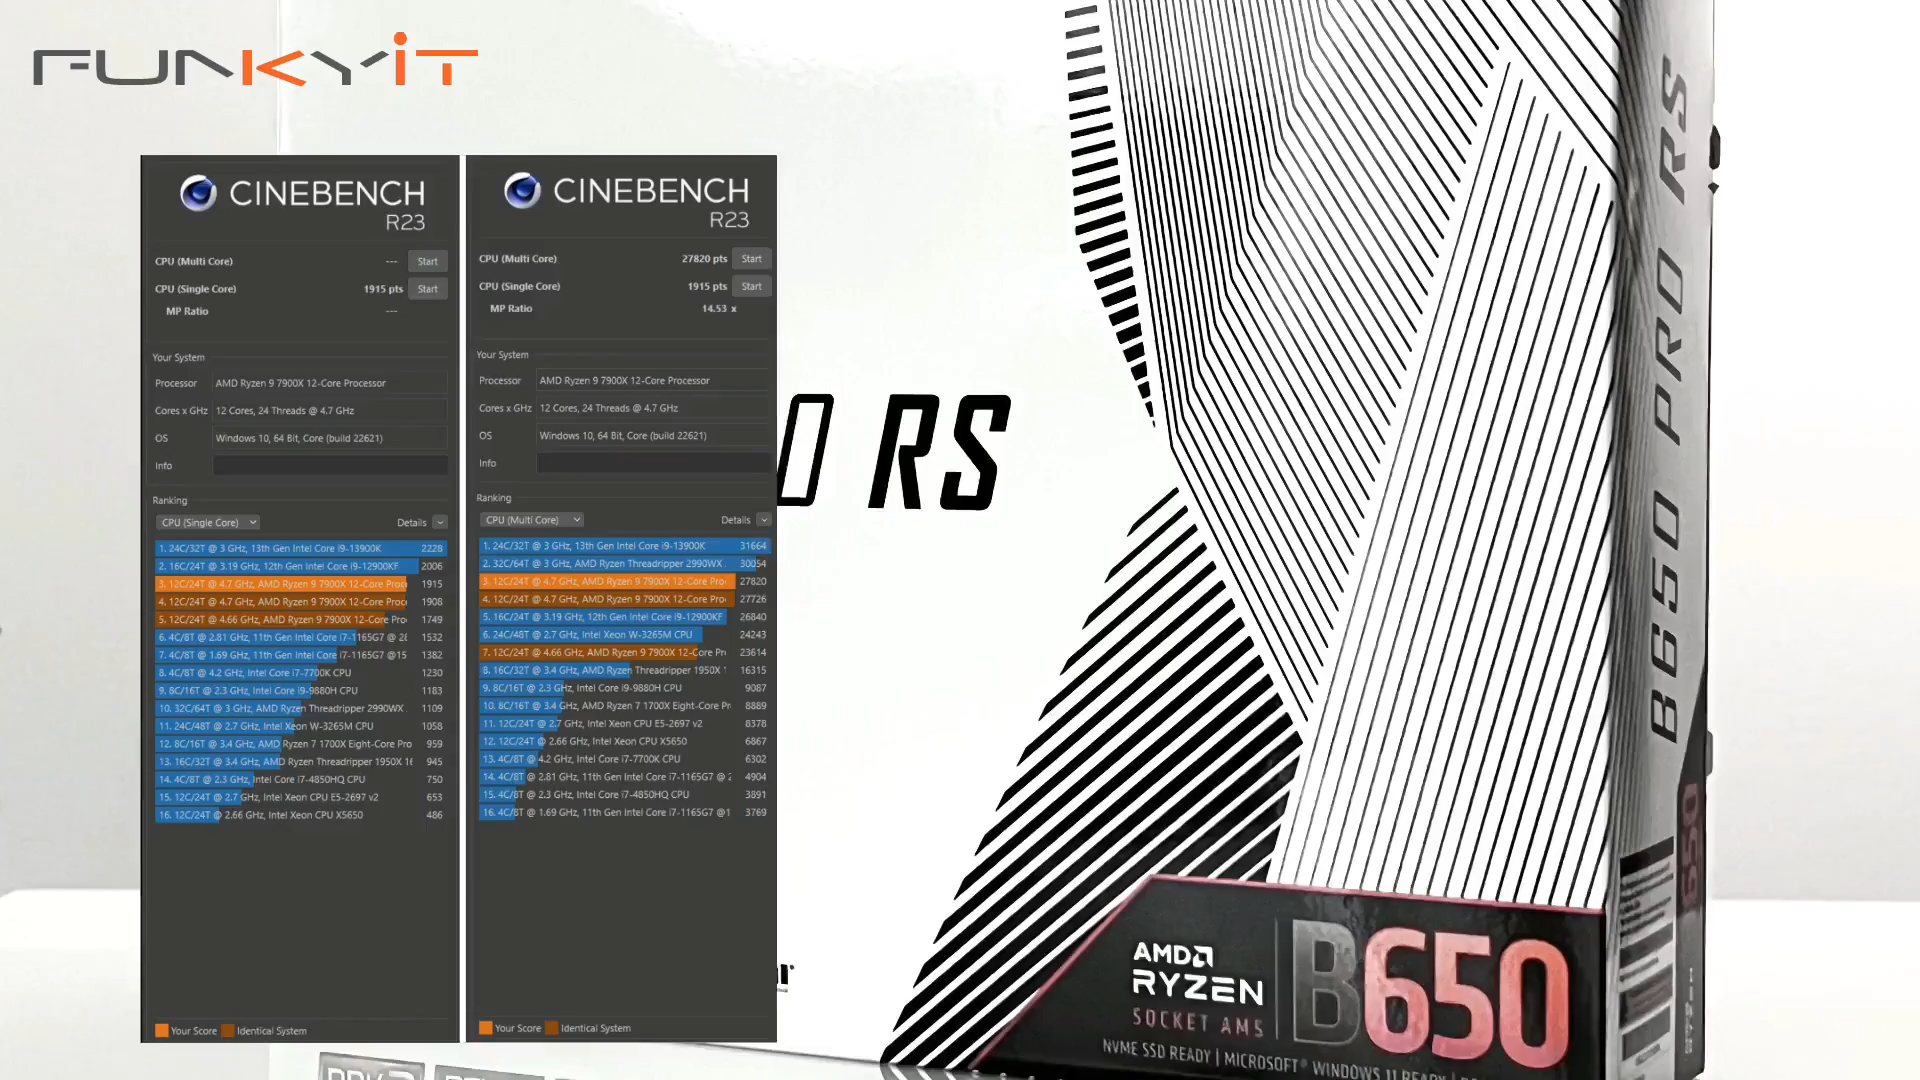 FUNKYiT
CINEBENCH
R23
CPU (Multi Core) --- Start
CPU (Single Core) 1915 pts Start
MP Ratio ---
Your System
Processor AMD Ryzen 9 7900X 12-Core Processor
Cores x GHz 12 Cores, 24 Threads @ 4.7 GHz
OS Windows 10, 64 Bit, Core (build 22621)
Info
Ranking
CPU (Single Core) Details
1. 24C/32T @ 3 GHz, 13th Gen Intel Core i9-13900K 2228
2. 16C/24T @ 3.19 GHz, 12th Gen Intel Core i9-12900KF 2006
3. 12C/24T @ 4.7 GHz, AMD Ryzen 9 7900X 12-Core Proc 1915
4. 12C/24T @ 4.7 GHz, AMD Ryzen 9 7900X 12-Core Proc 1908
5. 12C/24T @ 4.66 GHz, AMD Ryzen 9 7900X 12-Core Pro 1749
6. 4C/8T @ 2.81 GHz, 11th Gen Intel Core i7-1165G7 @ 28 1532
7. 4C/8T @ 1.69 GHz, 11th Gen Intel Core i7-1165G7 @15 1382
8. 4C/8T @ 4.2 GHz, Intel Core i7-7700K CPU 1230
9. 8C/16T @ 2.3 GHz, Intel Core i9-9880H CPU 1183
10. 32C/64T @ 3 GHz, AMD Ryzen Threadripper 2990WX 1109
11. 24C/48T @ 2.7 GHz, Intel Xeon W-3265M CPU 1058
12. 8C/16T @ 3.4 GHz, AMD Ryzen 7 1700X Eight-Core Pro 959
13. 16C/32T @ 3.4 GHz, AMD Ryzen Threadripper 1950X 16 945
14. 4C/8T @ 2.3 GHz, Intel Core i7-4850HQ CPU 750
15. 12C/24T @ 2.7 GHz, Intel Xeon CPU E5-2697 v2 653
16. 12C/24T @ 2.66 GHz, Intel Xeon CPU X5650 486
Your Score Identical System
CINEBENCH
R23
CPU (Multi Core) 27820 pts Start
CPU (Single Core) 1915 pts Start
MP Ratio 14.53 x
Your System
Processor AMD Ryzen 9 7900X 12-Core Processor
Cores x GHz 12 Cores, 24 Threads @ 4.7 GHz
OS Windows 10, 64 Bit, Core (build 22621)
Info
Ranking
CPU (Multi Core) Details
1. 24C/32T @ 3 GHz, 13th Gen Intel Core i9-13900K 31664
2. 32C/64T @ 3 GHz, AMD Ryzen Threadripper 2990WX 30054
3. 12C/24T @ 4.7 GHz, AMD Ryzen 9 7900X 12-Core Pro 27820
4. 12C/24T @ 4.7 GHz, AMD Ryzen 9 7900X 12-Core Pro 27726
5. 16C/24T @ 3.19 GHz, 12th Gen Intel Core i9-12900KF 26840
6. 24C/48T @ 2.7 GHz, Intel Xeon W-3265M CPU 24243
7. 12C/24T @ 4.66 GHz, AMD Ryzen 9 7900X 12-Core Pr 23614
8. 16C/32T @ 3.4 GHz, AMD Ryzen Threadripper 1950X 16315
9. 8C/16T @ 2.3 GHz, Intel Core i9-9880H CPU 9087
10. 8C/16T @ 3.4 GHz, AMD Ryzen 7 1700X Eight-Core Pr 8889
11. 12C/24T @ 2.7 GHz, Intel Xeon CPU E5-2697 v2 8378
12. 12C/24T @ 2.66 GHz, Intel Xeon CPU X5650 6867
13. 4C/8T @ 4.2 GHz, Intel Core i7-7700K CPU 6302
14. 4C/8T @ 2.81 GHz, 11th Gen Intel Core i7-1165G7 @ 2 4904
15. 4C/8T @ 2.3 GHz, Intel Core i7-4850HQ CPU 3891
16. 4C/8T @ 1.69 GHz, 11th Gen Intel Core i7-1165G7 @1 3769
Your Score Identical System
0 RS
B650 PRO RS
AMD
RYZEN
SOCKET AM5
B650
NVME SSD READY | MICROSOFT® WINDOWS 11 READY
650